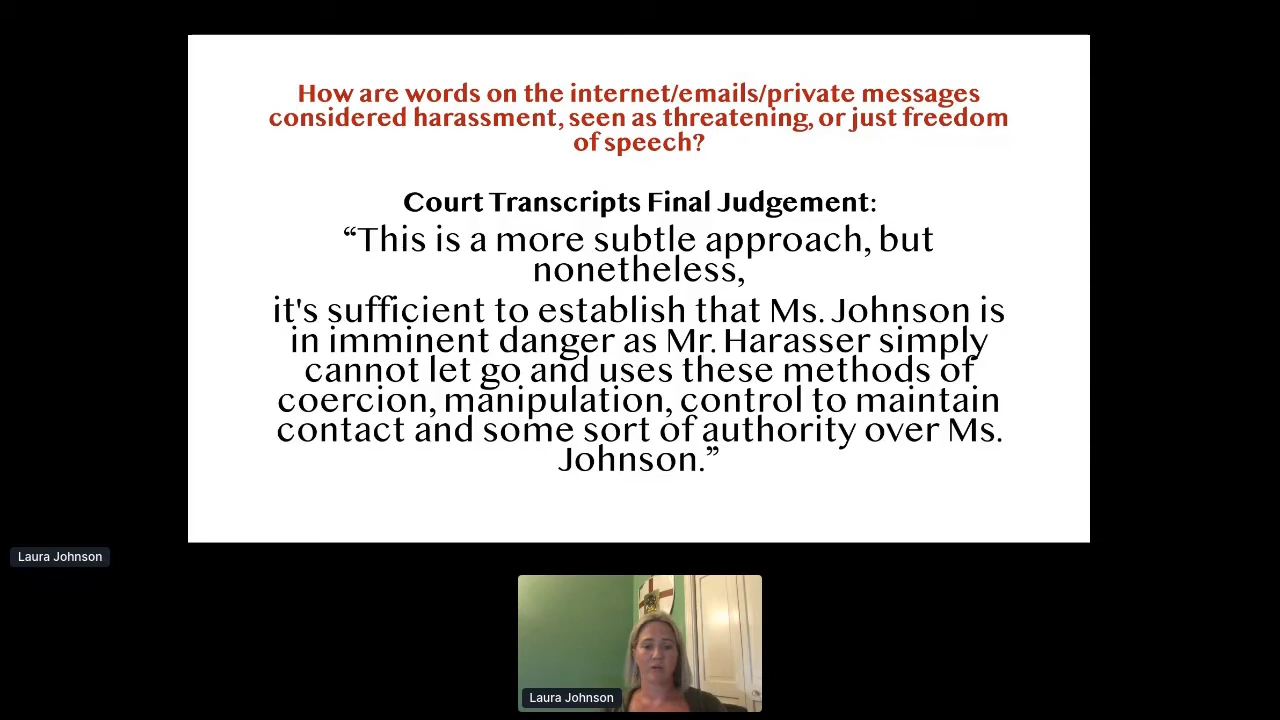 How are words on the internet/emails/private messages
considered harassment, seen as threatening, or just freedom
of speech?
Court Transcripts Final Judgement:
“This is a more subtle approach, but
nonetheless,
it's sufficient to establish that Ms. Johnson is
in imminent danger as Mr. Harasser simply
cannot let go and uses these methods of
coercion, manipulation, control to maintain
contact and some sort of authority over Ms.
Johnson.”
Laura Johnson
Laura Johnson